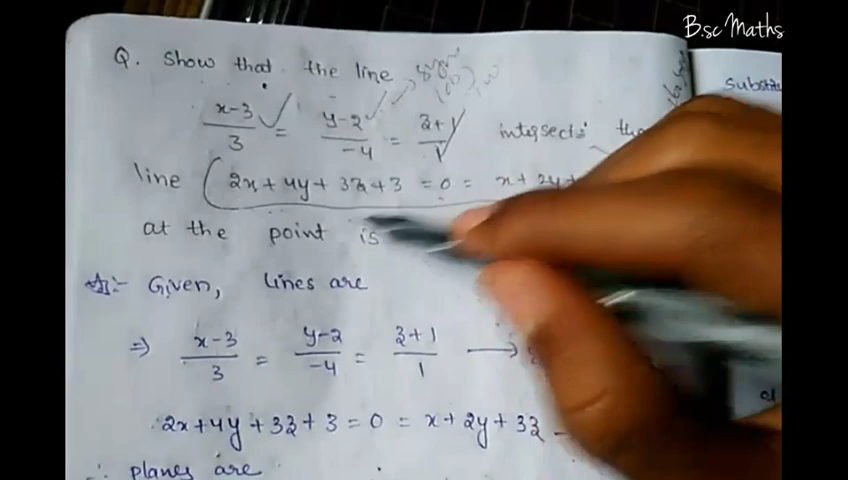 B.Sc Maths
Q. Show that the line
x-3/3 = y-2/-4 = z+1/1 intersects the
line 2x+4y+3z+3 = 0 = x+2y+
at the point is
Given, lines are
⇒ x-3/3 = y-2/-4 = z+1/1 →
2x+4y+3z+3 = 0 = x+2y+3z
∴ planes are
Substitu